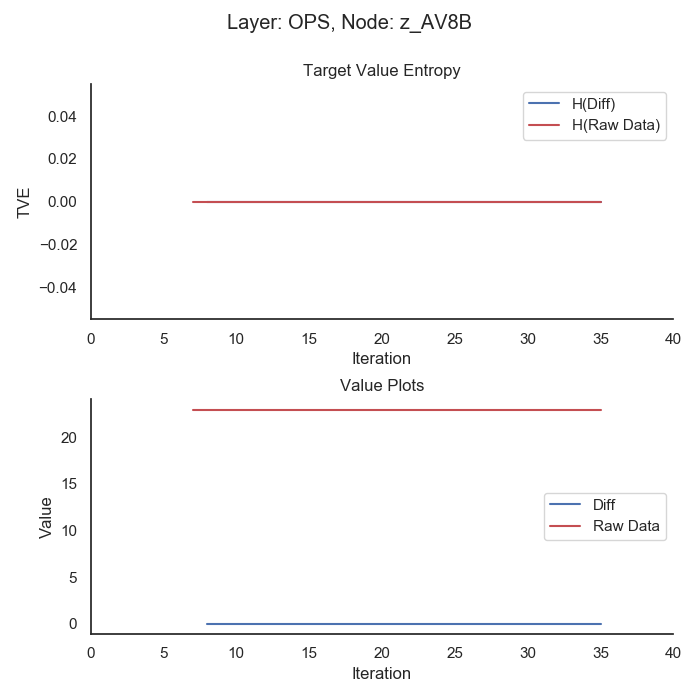 Layer: OPS, Node: z_AV8B
Target Value Entropy
H(Diff)
H(Raw Data)
0.04
0.02
0.00
−0.02
−0.04
TVE
0 5 10 15 20 25 30 35 40
Iteration
Value Plots
Diff
Raw Data
20
15
10
5
0
Value
0 5 10 15 20 25 30 35 40
Iteration